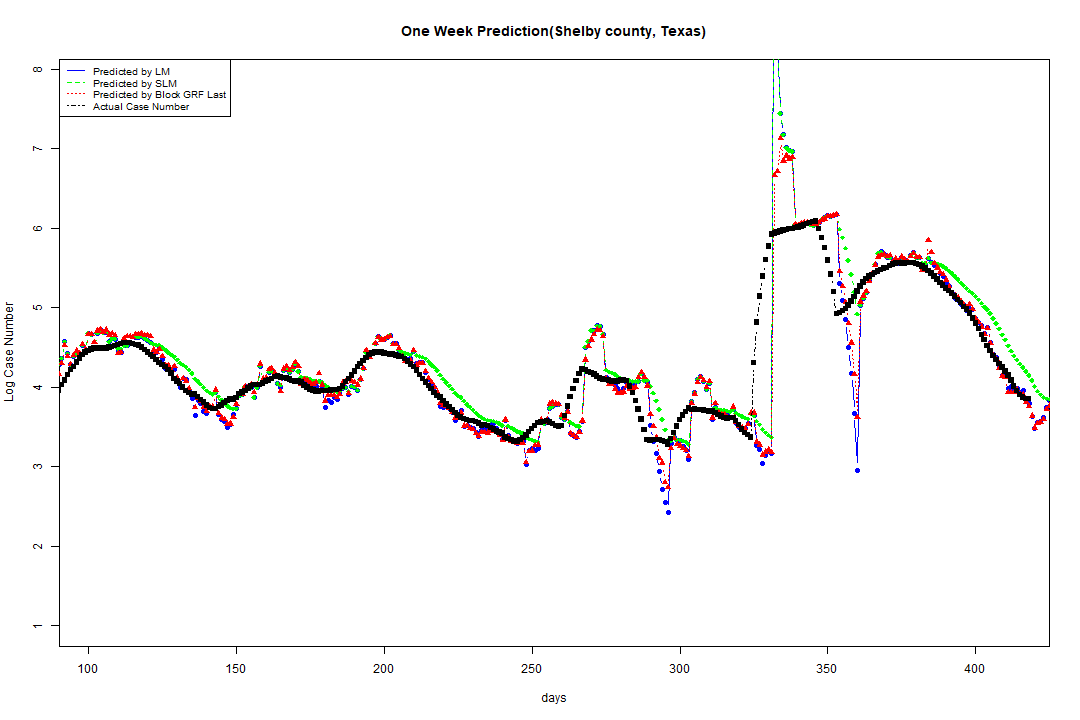 One Week Prediction(Shelby county, Texas)
Predicted by LM
Predicted by SLM
Predicted by Block GRF Last
Actual Case Number
Log Case Number
8
7
6
5
4
3
2
1
100 150 200 250 300 350 400
days